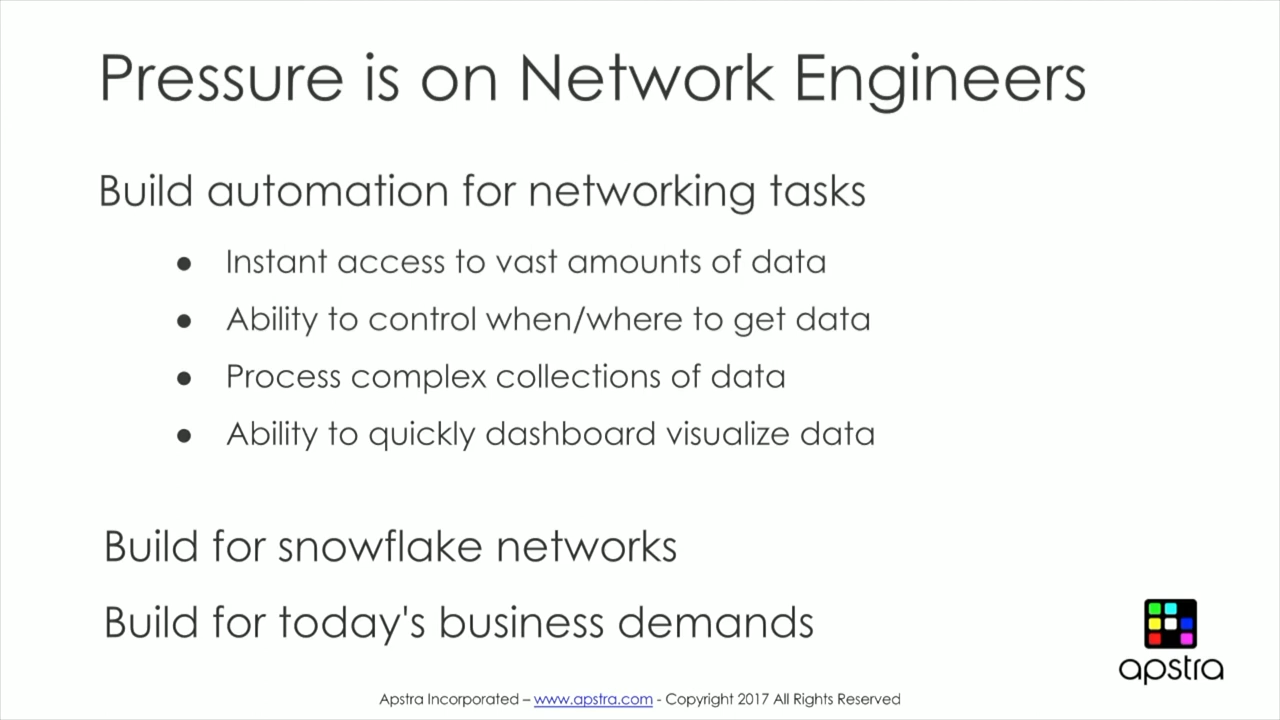 Pressure is on Network Engineers
Build automation for networking tasks
● Instant access to vast amounts of data
● Ability to control when/where to get data
● Process complex collections of data
● Ability to quickly dashboard visualize data
Build for snowflake networks
Build for today's business demands
apstra
Apstra Incorporated – www.apstra.com - Copyright 2017 All Rights Reserved